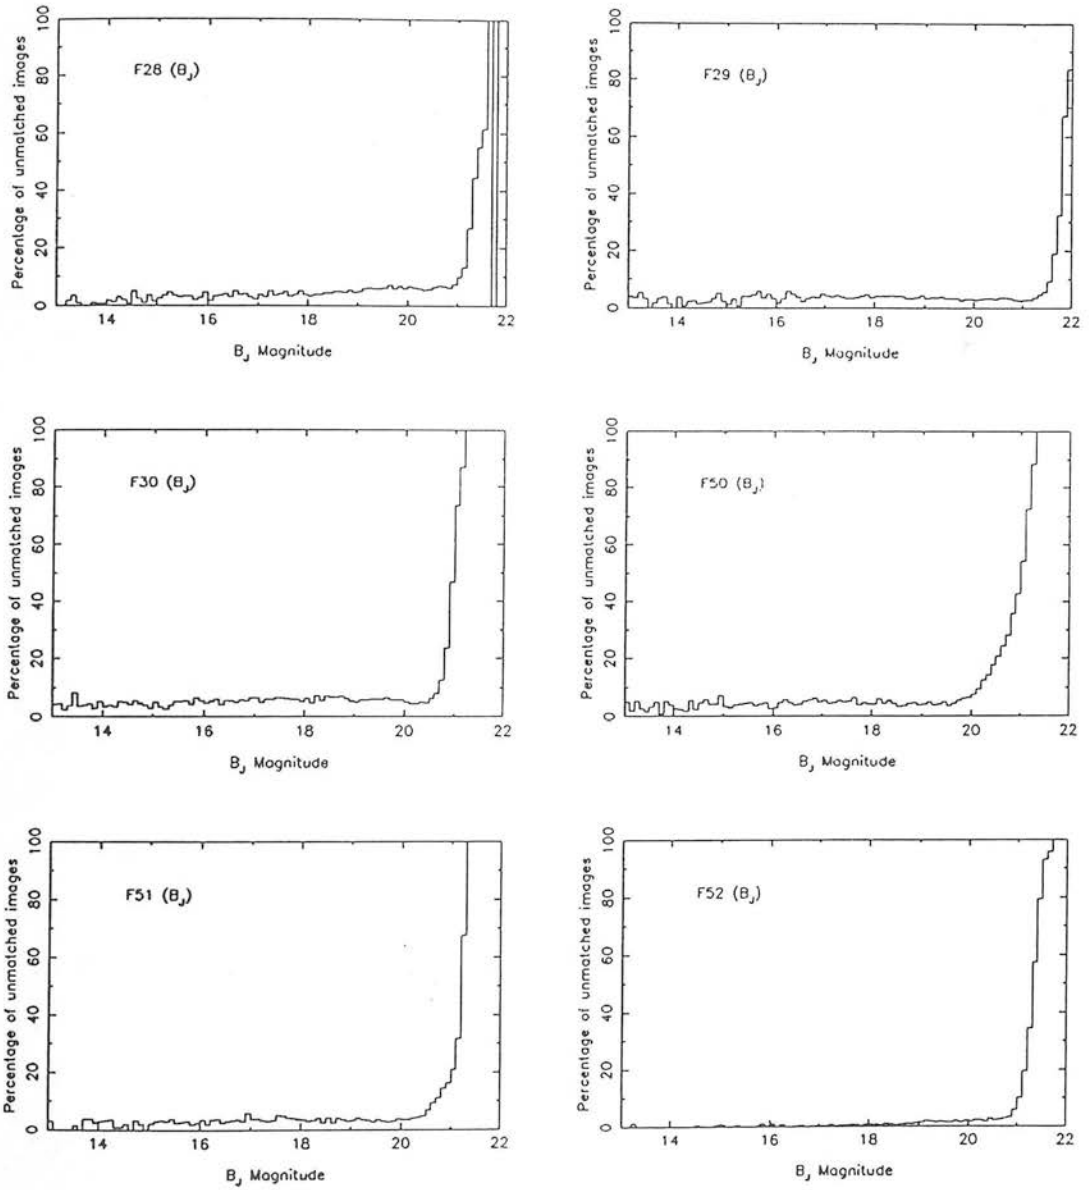 100
80
60
40
20
0
Percentage of unmatched images
F28 (B_J)
14 16 18 20 22
B_J Magnitude
100
80
60
40
20
0
Percentage of unmatched images
F29 (B_J)
14 16 18 20 22
B_J Magnitude
100
80
60
40
20
0
Percentage of unmatched images
F30 (B_J)
14 16 18 20 22
B_J Magnitude
100
80
60
40
20
0
Percentage of unmatched images
F50 (B_J)
14 16 18 20 22
B_J Magnitude
100
80
60
40
20
0
Percentage of unmatched images
F51 (B_J)
14 16 18 20 22
B_J Magnitude
100
80
60
40
20
0
Percentage of unmatched images
F52 (B_J)
14 16 18 20 22
B_J Magnitude